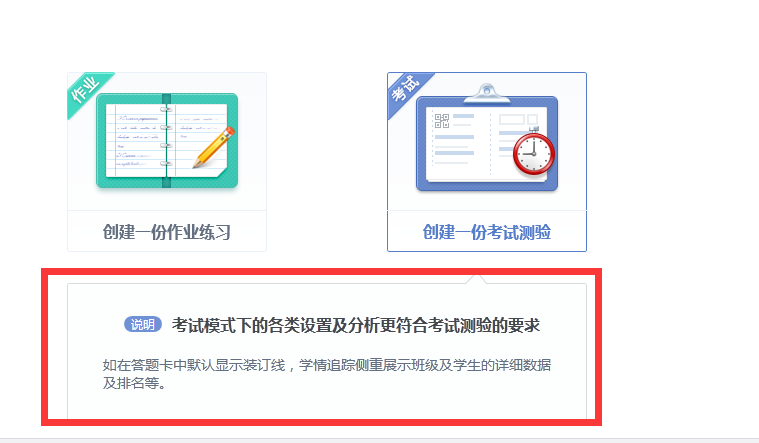 作业
考试
创建一份作业练习
创建一份考试测验
说明 考试模式下的各类设置及分析更符合考试测验的要求
如在答题卡中默认显示装订线，学情追踪侧重展示班级及学生的详细数据
及排名等。